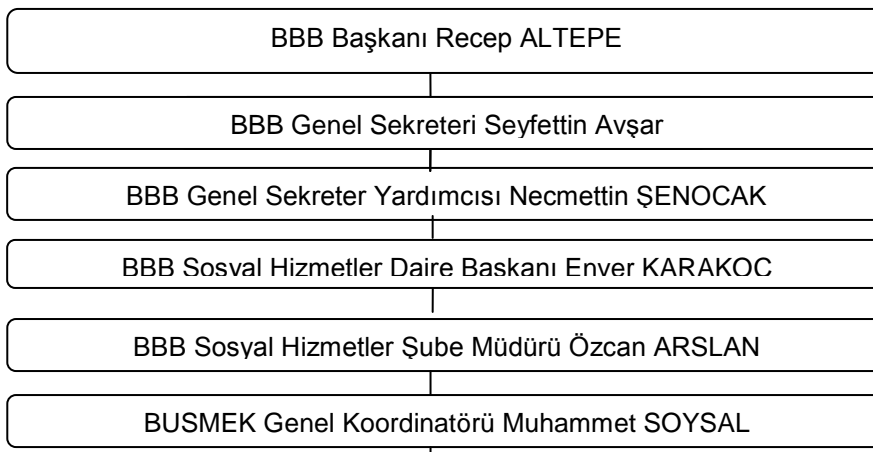 BBB Başkanı Recep ALTEPE
BBB Genel Sekreteri Seyfettin Avşar
BBB Genel Sekreter Yardımcısı Necmettin ŞENOCAK
BBB Sosyal Hizmetler Daire Başkanı Enver KARAKOÇ
BBB Sosyal Hizmetler Şube Müdürü Özcan ARSLAN
BUSMEK Genel Koordinatörü Muhammet SOYSAL